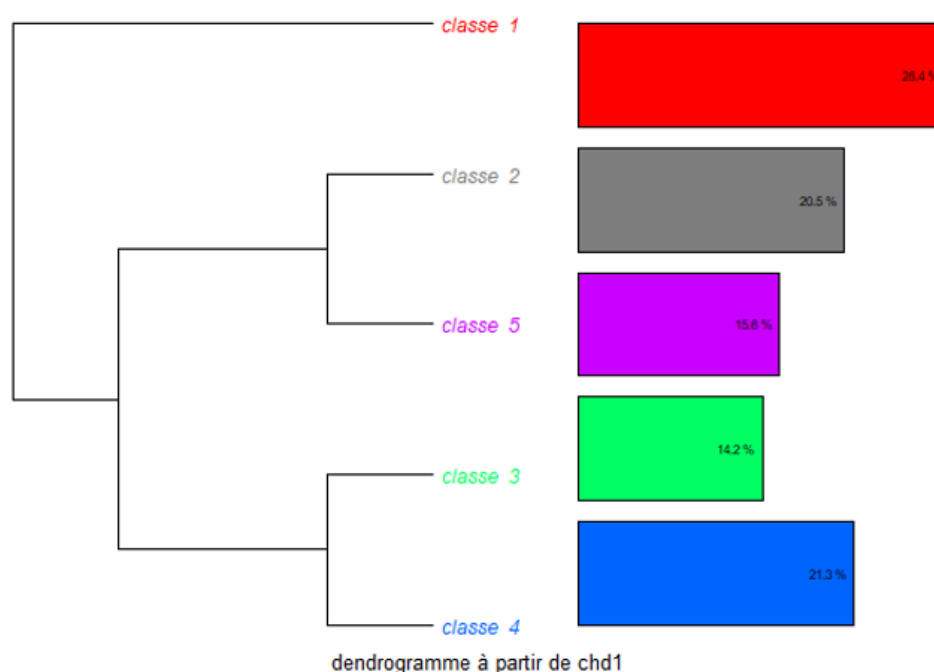 classe 1
28.4 %
classe 2
20.5 %
classe 5
15.6 %
classe 3
14.2 %
classe 4
21.3 %
dendrogramme à partir de chd1